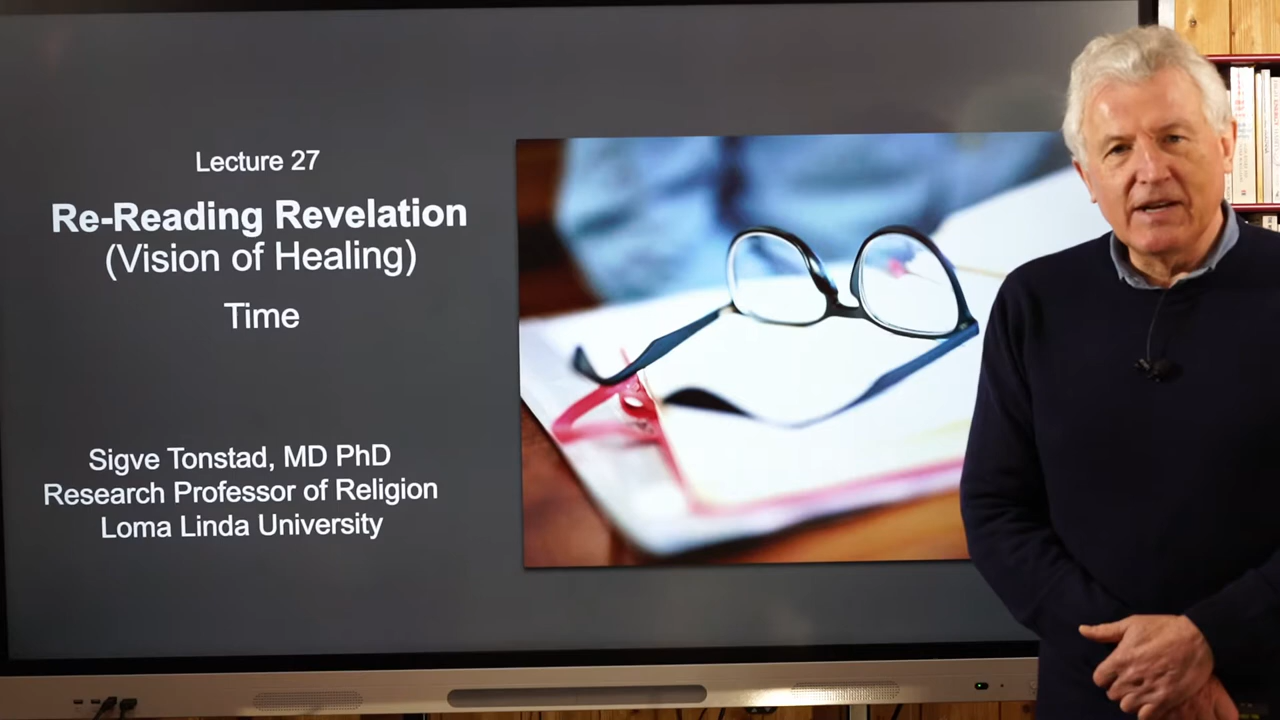 Lecture 27
Re-Reading Revelation
(Vision of Healing)
Time
Sigve Tonstad, MD PhD
Research Professor of Religion
Loma Linda University